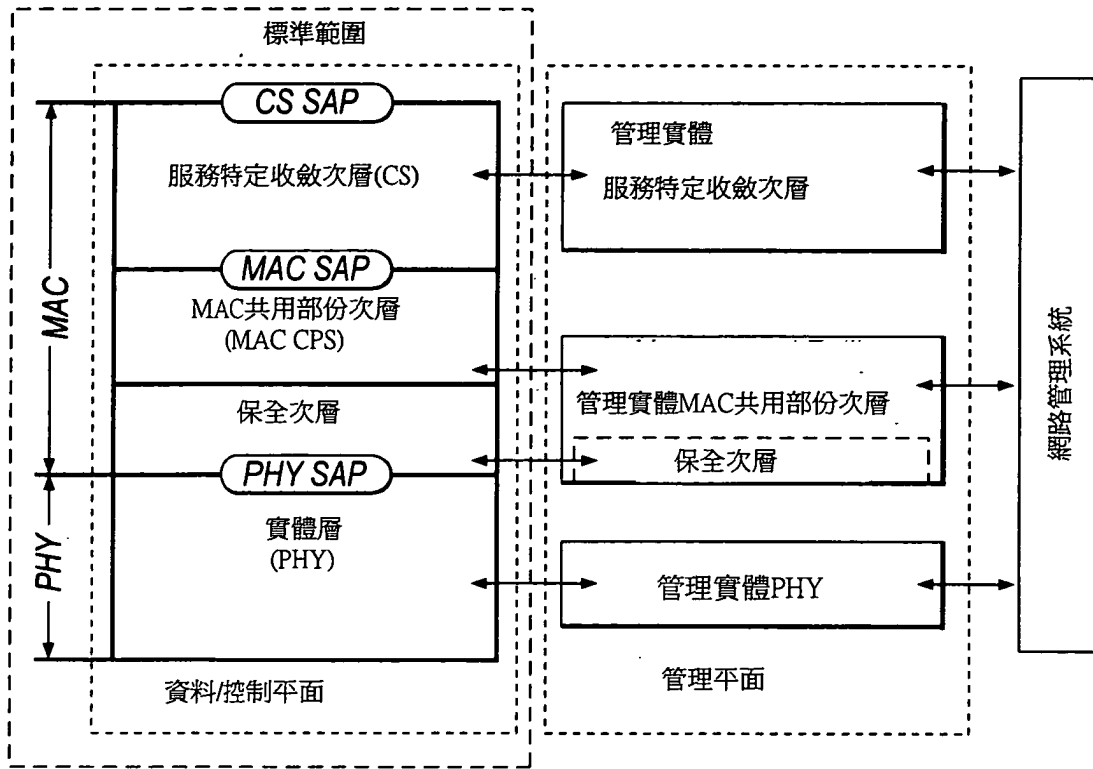 標準範圍
CS SAP
服務特定收斂次層(CS)
MAC SAP
MAC共用部份次層
(MAC CPS)
保全次層
PHY SAP
實體層
(PHY)
資料/控制平面
MAC
PHY
管理實體
服務特定收斂次層
管理實體MAC共用部份次層
保全次層
管理實體PHY
管理平面
網路管理系統